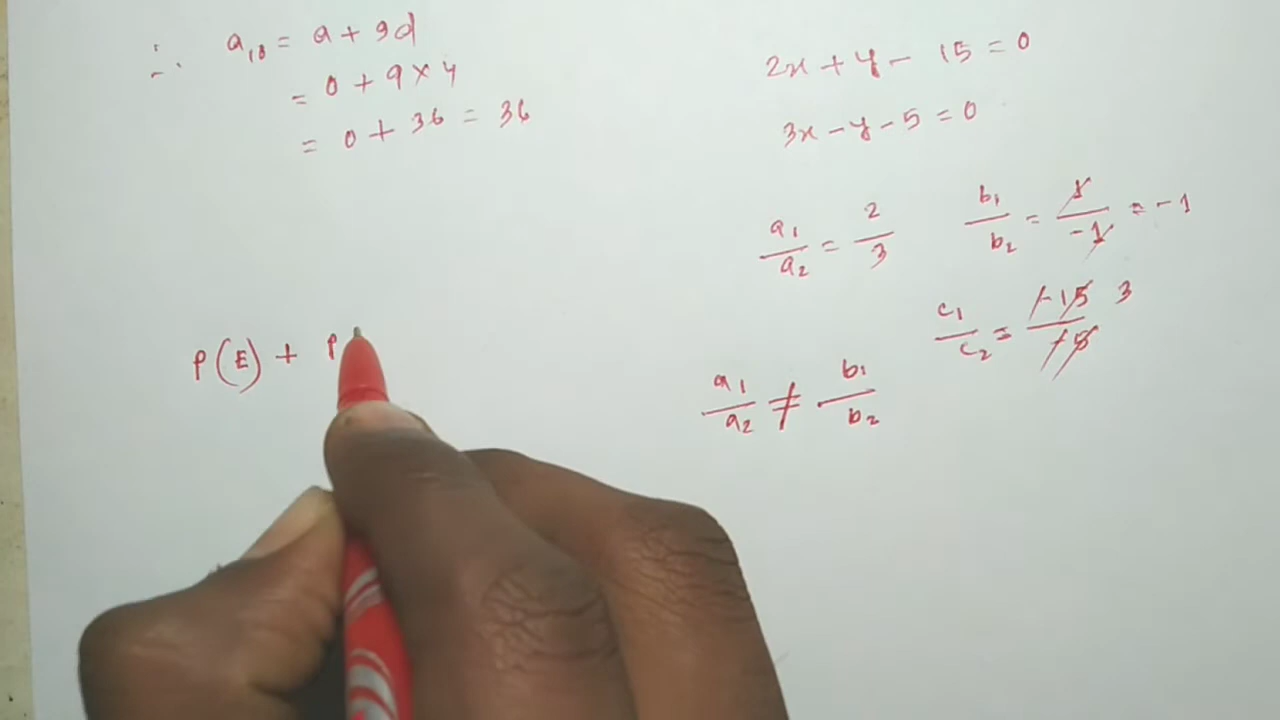 ∴ a₁₀ = a + 9d
= 0 + 9 × 4
= 0 + 36 = 36
P(E) + P
2x + y - 15 = 0
3x - y - 5 = 0
a₁/a₂ = 2/3 b₁/b₂ = 1/-1 = -1
c₁/c₂ = -15/-5 3
a₁/a₂ ≠ b₁/b₂